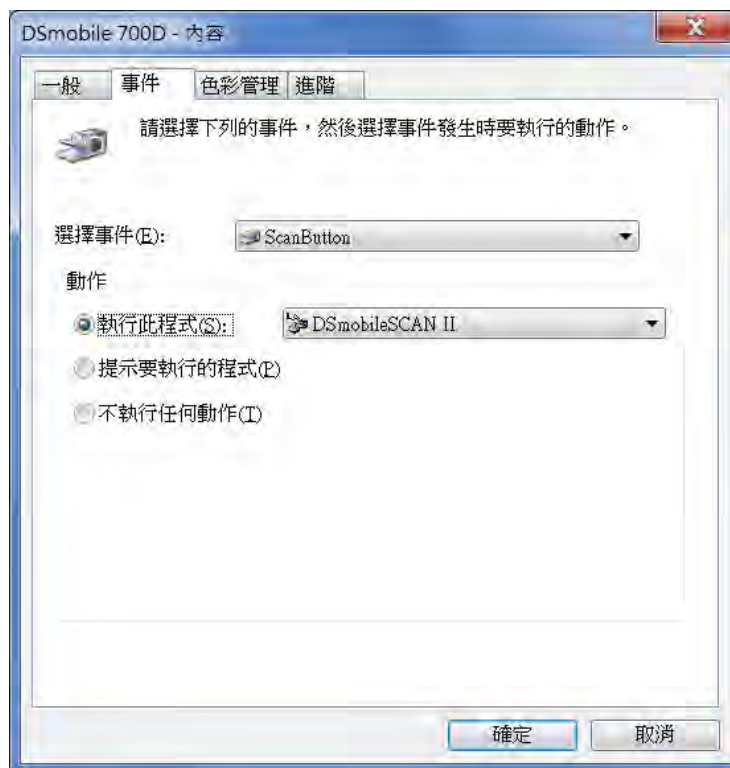 DSmobile 700D - 內容
一般 事件 色彩管理 進階
請選擇下列的事件，然後選擇事件發生時要執行的動作。
選擇事件(E): ScanButton
動作
執行此程式(S): DSmobileSCAN II
提示要執行的程式(P)
不執行任何動作(T)
確定 取消